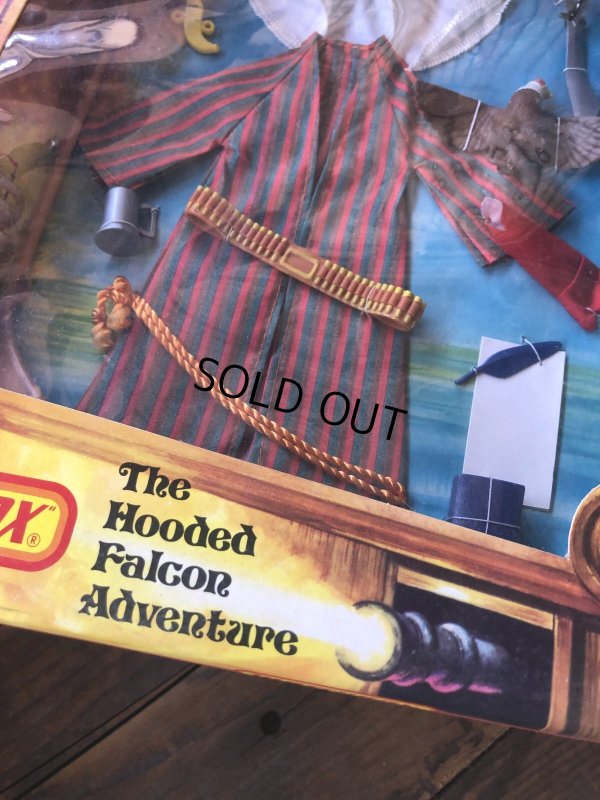 SOLD OUT
X"®
The
Hooded
Falcon
Adventure